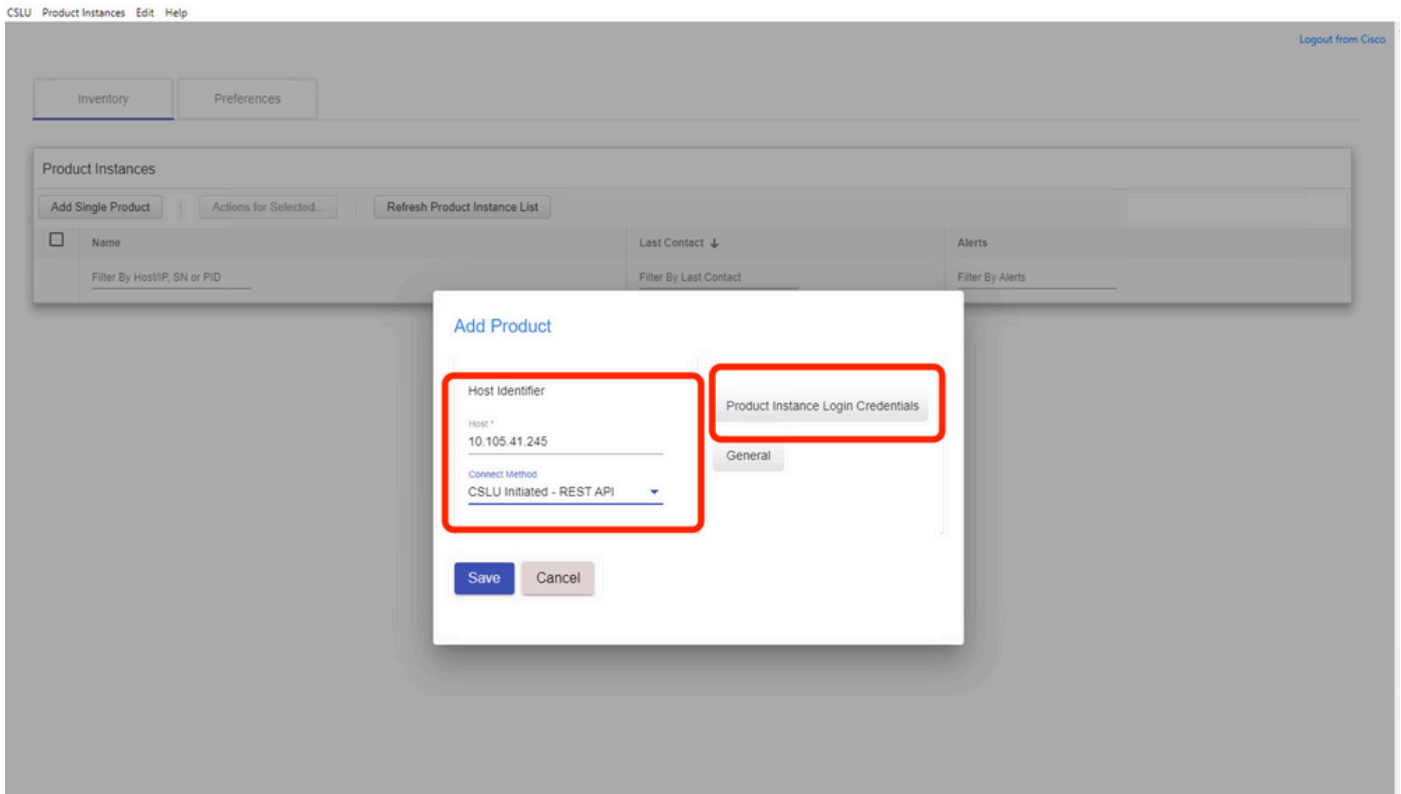 CSLU Product Instances Edit Help
Logout from Cisco
Inventory Preferences
Product Instances
Add Single Product Actions for Selected... Refresh Product Instance List
Name Last Contact Alerts
Filter By Host/IP, SN or PID Filter By Last Contact Filter By Alerts
Add Product
Host Identifier
Host *
10.105.41.245
Connect Method
CSLU Initiated - REST API
Product Instance Login Credentials
General
Save Cancel